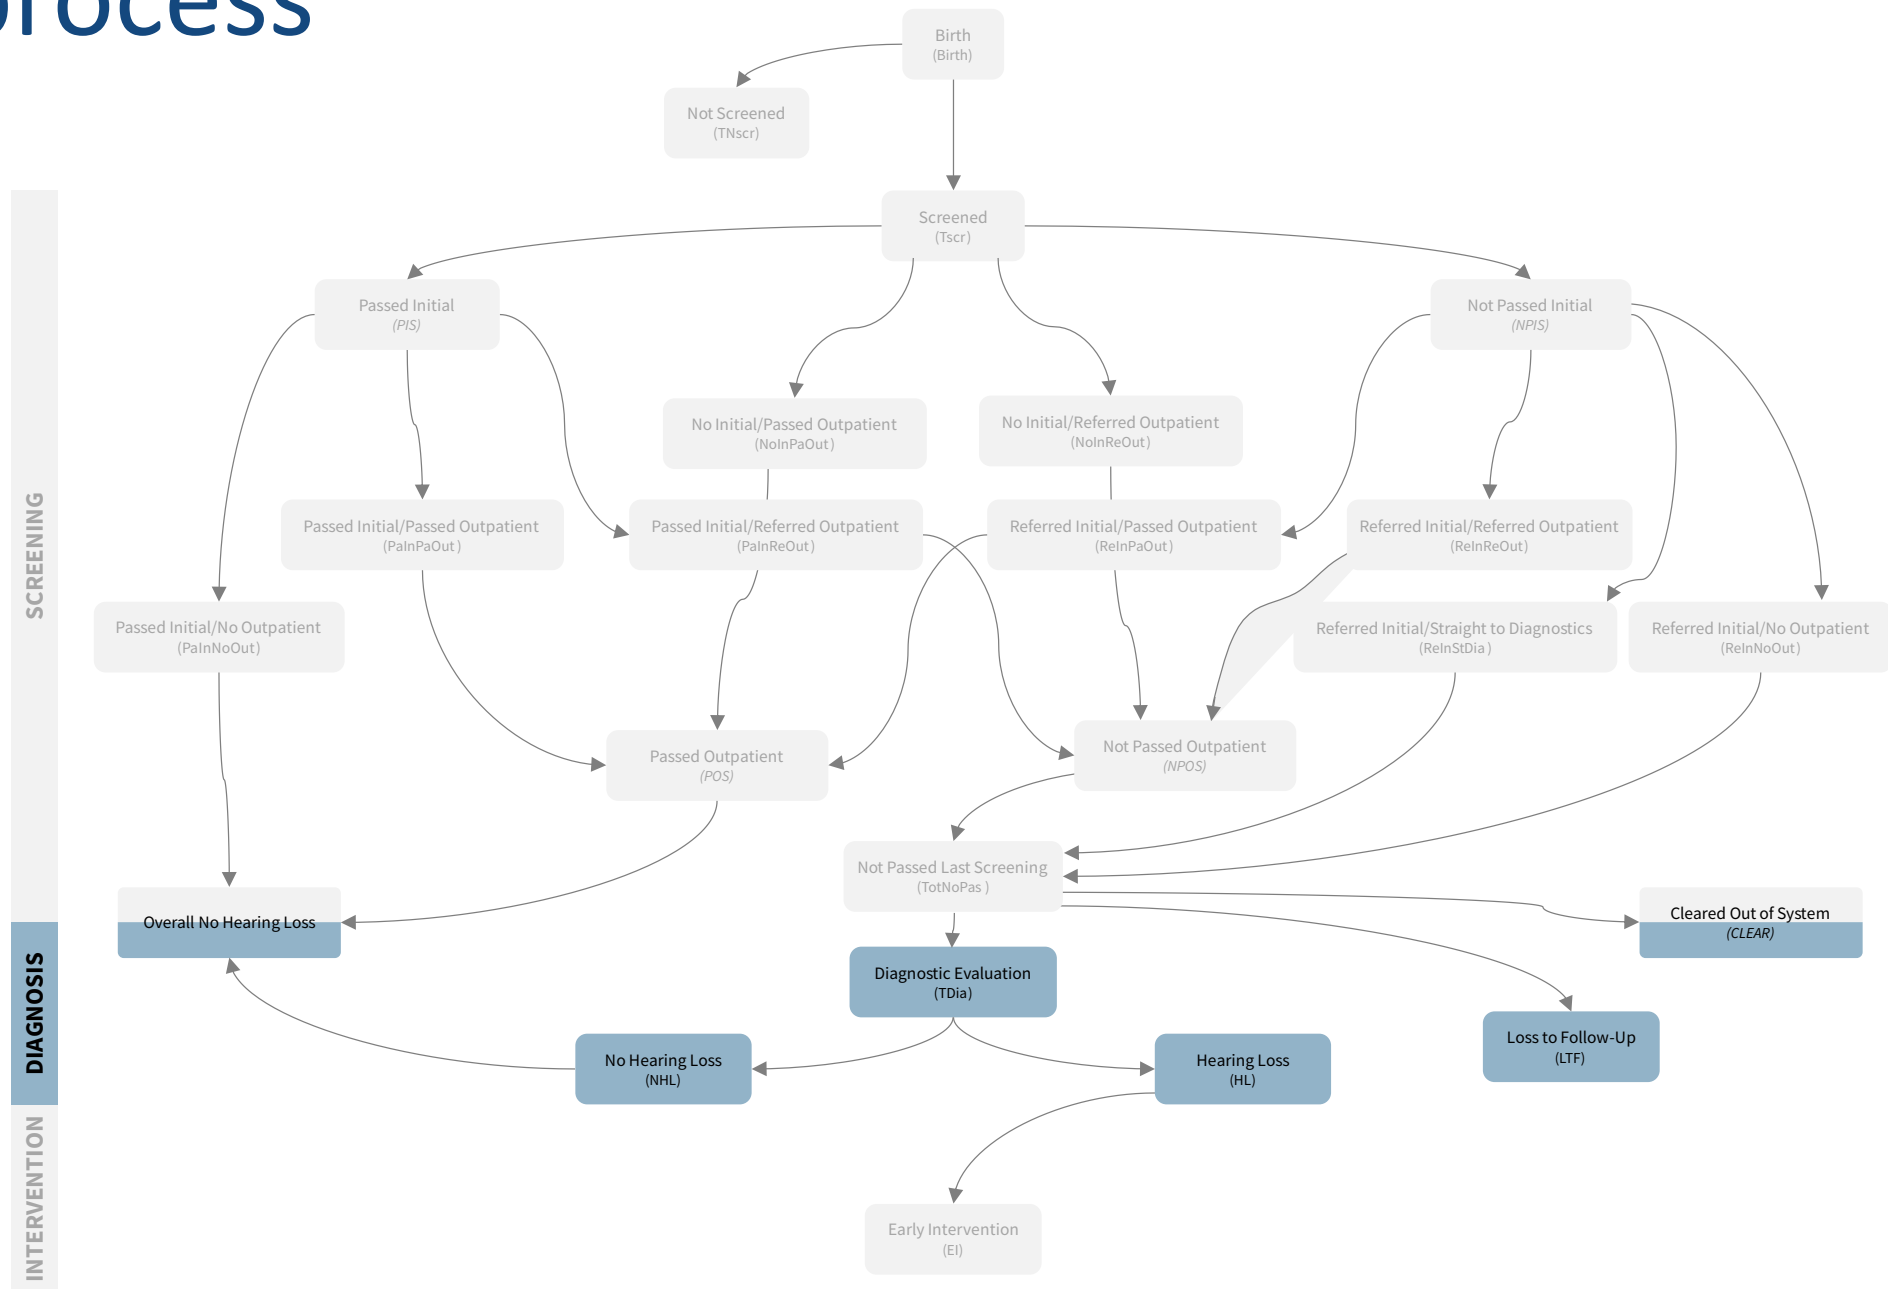 process
Birth
(Birth)
Not Screened
(TNscr)
Screened
(Tscr)
Passed Initial
(PIS)
Not Passed Initial
(NPIS)
No Initial/Passed Outpatient
(NoInPaOut)
No Initial/Referred Outpatient
(NoInReOut)
Passed Initial/Passed Outpatient
(PaInPaOut)
Passed Initial/Referred Outpatient
(PaInReOut)
Referred Initial/Passed Outpatient
(ReInPaOut)
Referred Initial/Referred Outpatient
(ReInReOut)
Passed Initial/No Outpatient
(PaInNoOut)
Referred Initial/Straight to Diagnostics
(ReInStDia)
Referred Initial/No Outpatient
(ReInNoOut)
Passed Outpatient
(POS)
Not Passed Outpatient
(NPOS)
Not Passed Last Screening
(TotNoPas)
Overall No Hearing Loss
Cleared Out of System
(CLEAR)
Diagnostic Evaluation
(TDia)
Loss to Follow-Up
(LTF)
No Hearing Loss
(NHL)
Hearing Loss
(HL)
Early Intervention
(EI)
SCREENING
DIAGNOSIS
INTERVENTION